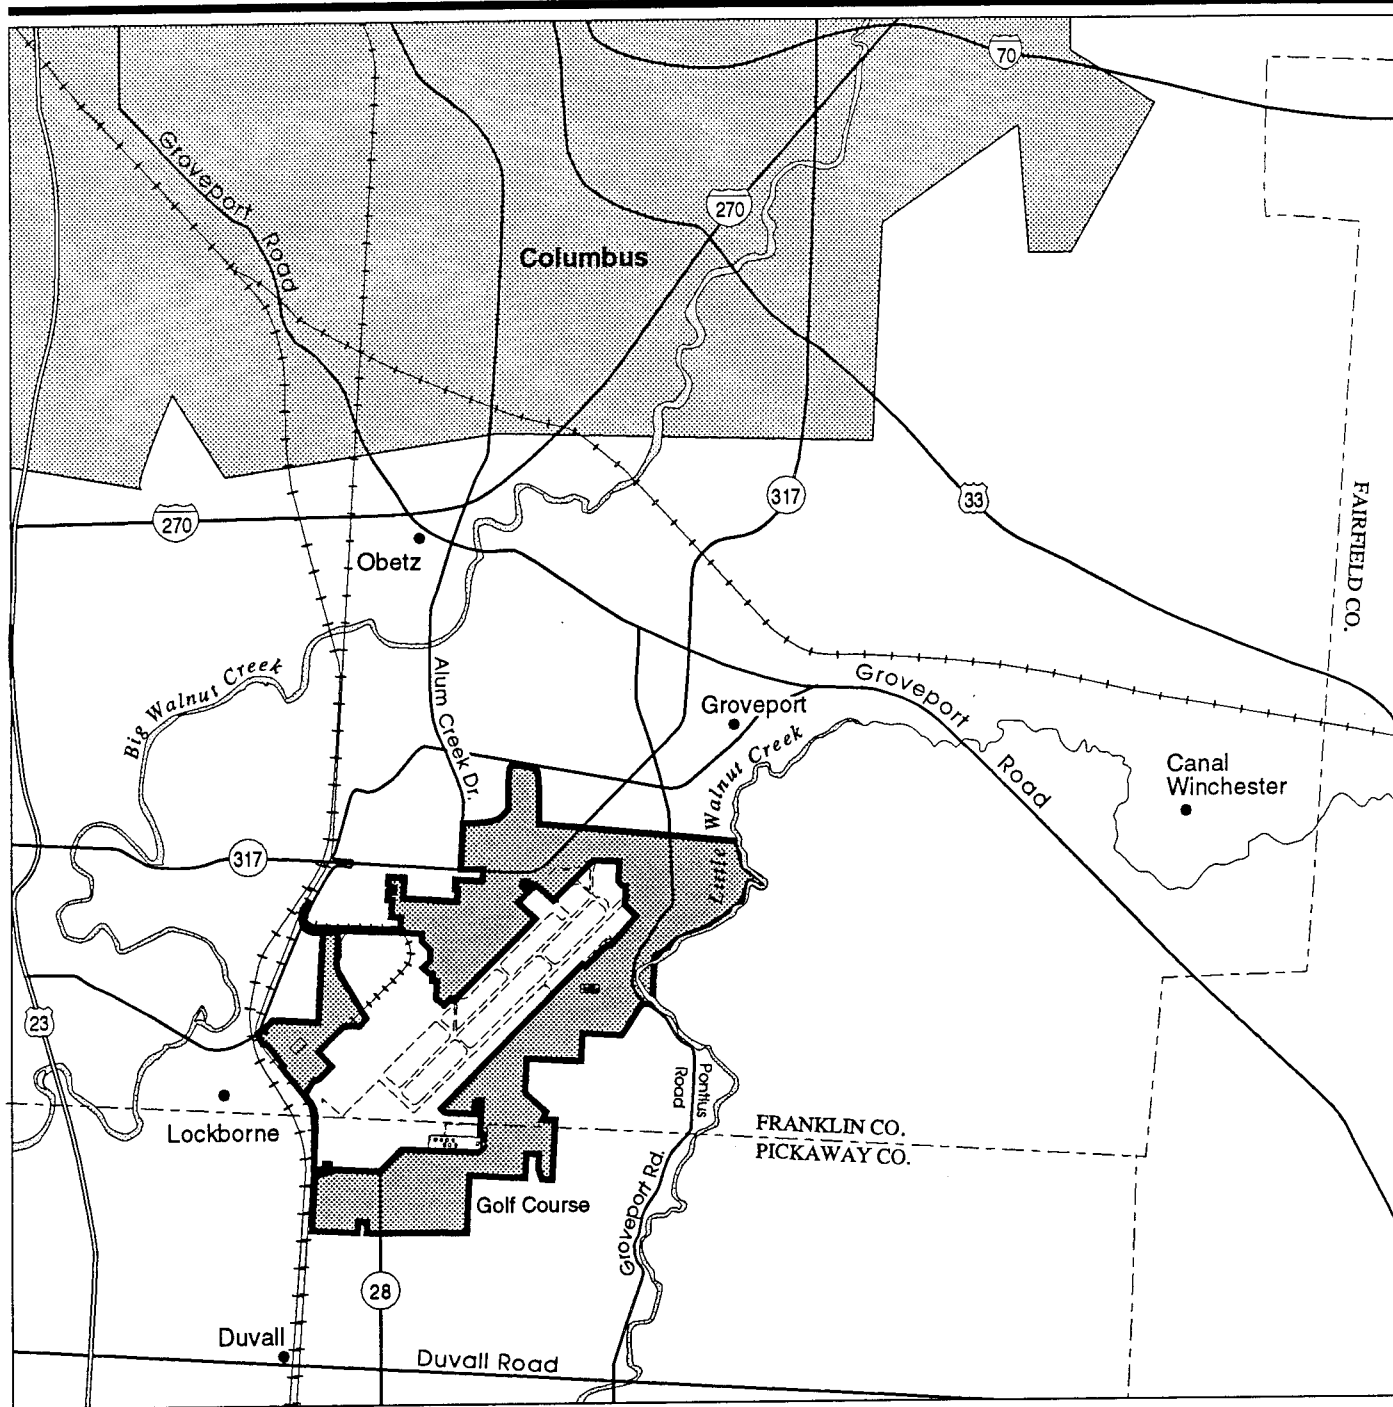 70
Groveport
Road
270
Columbus
317
33
270
FAIRFIELD CO.
Obetz
Big Walnut Creek
Alum Creek Dr.
Groveport
Groveport
Road
Little
Walnut Creek
Canal
Winchester
317
23
Pontius
Road
Lockborne
FRANKLIN CO.
PICKAWAY CO.
Golf Course
Groveport Rd.
28
Duvall
Duvall Road